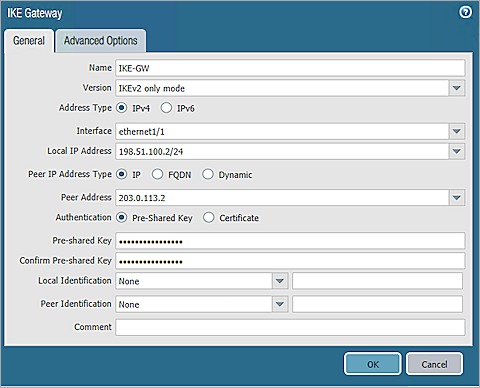 IKE Gateway
General Advanced Options
Name IKE-GW
Version IKEv2 only mode
Address Type IPv4 IPv6
Interface ethernet1/1
Local IP Address 198.51.100.2/24
Peer IP Address Type IP FQDN Dynamic
Peer Address 203.0.113.2
Authentication Pre-Shared Key Certificate
Pre-shared Key •••••••••••••••
Confirm Pre-shared Key •••••••••••••••
Local Identification None
Peer Identification None
Comment
OK Cancel